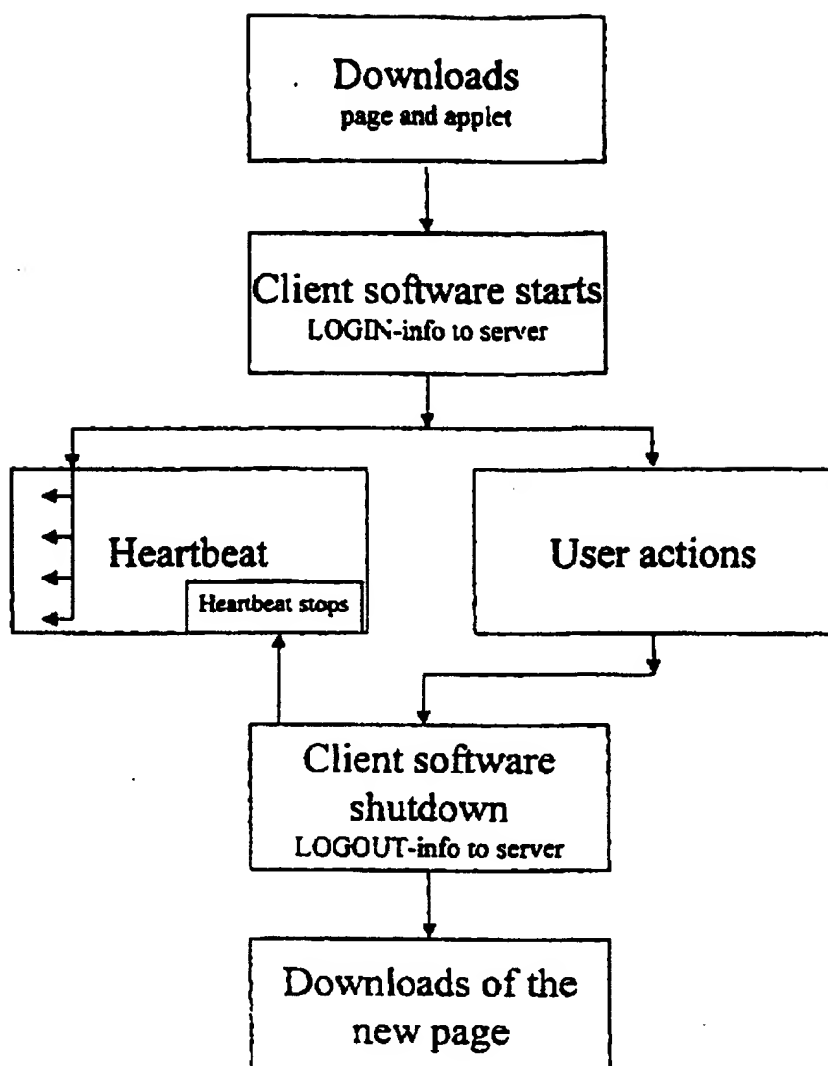 Downloads
page and applet
Client software starts
LOGIN-info to server
Heartbeat
Heartbeat stops
User actions
Client software
shutdown
LOGOUT-info to server
Downloads of the
new page